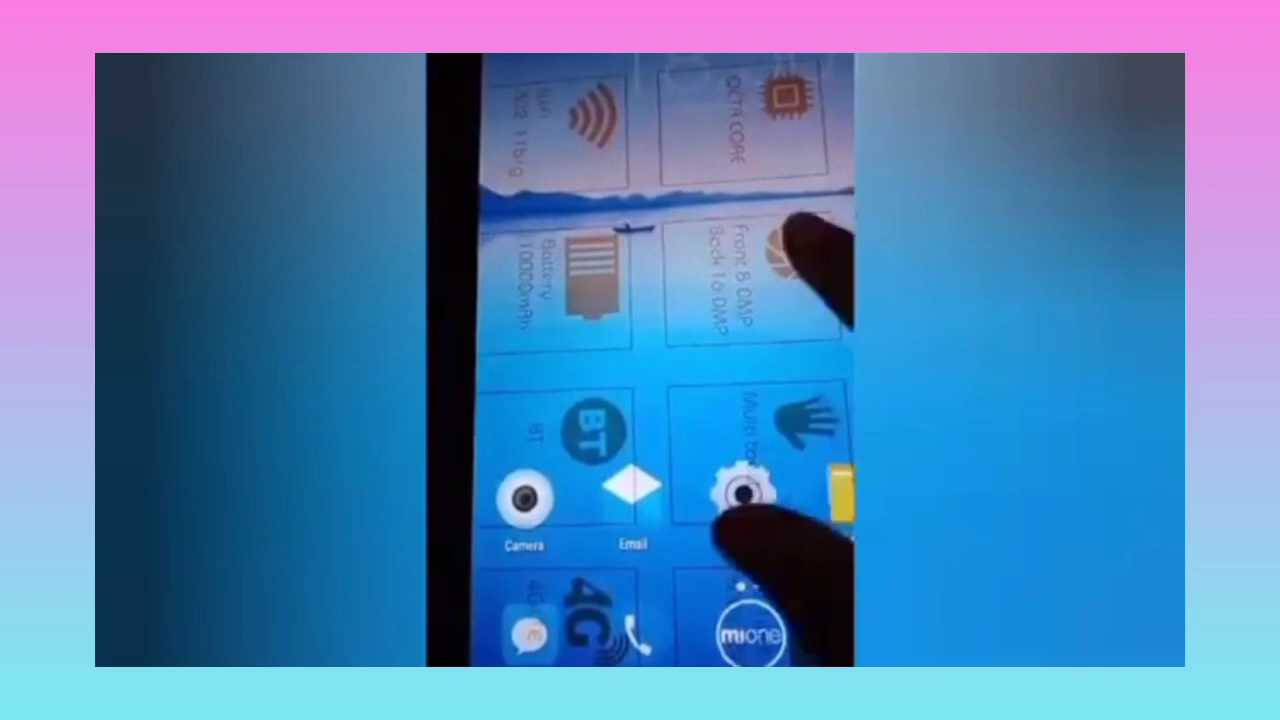 OCTA CORE
WiFi
802.11b/g
Front 8.0MP
Back 16.0MP
Battery
10000mAh
Multi
BT
BT
Camera
Email
4G
mione